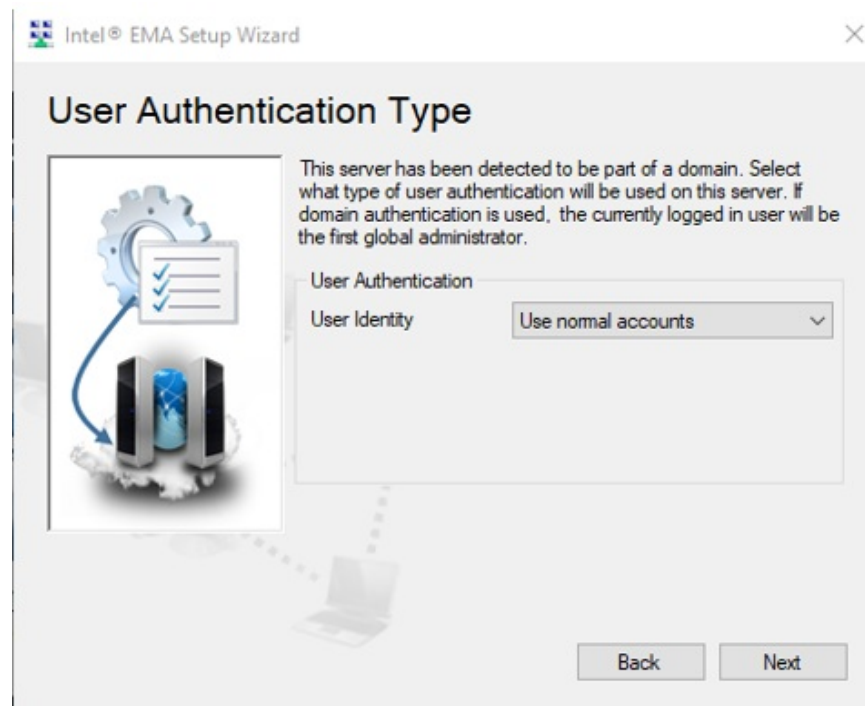 Intel® EMA Setup Wizard
User Authentication Type
This server has been detected to be part of a domain. Select
what type of user authentication will be used on this server. If
domain authentication is used, the currently logged in user will be
the first global administrator.
User Authentication
User Identity
Use normal accounts
Back
Next